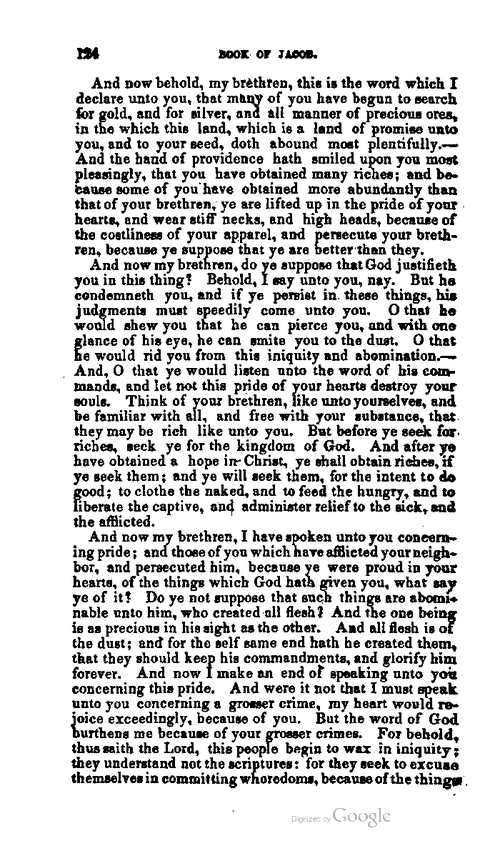 124 BOOK OF JACOB.
And now behold, my brethren, this is the word which I
declare unto you, that many of you have begun to search
for gold, and for silver, and all manner of precious ores,
in the which this land, which is a land of promise unto
you, and to your seed, doth abound most plentifully.—
And the hand of providence hath smiled upon you most
pleasingly, that you have obtained many riches; and be-
cause some of you have obtained more abundantly than
that of your brethren, ye are lifted up in the pride of your
hearts, and wear stiff necks, and high heads, because of
the costliness of your apparel, and persecute your breth-
ren, because ye suppose that ye are better than they.
And now my brethren, do ye suppose that God justifieth
you in this thing? Behold, I say unto you, nay. But he
condemneth you, and if ye persist in these things, his
judgments must speedily come unto you. O that he
would shew you that he can pierce you, and with one
glance of his eye, he can smite you to the dust. O that
he would rid you from this iniquity and abomination.—
And, O that ye would listen unto the word of his com-
mands, and let not this pride of your hearts destroy your
souls. Think of your brethren, like unto yourselves, and
be familiar with all, and free with your substance, that
they may be rich like unto you. But before ye seek for
riches, seek ye for the kingdom of God. And after ye
have obtained a hope in Christ, ye shall obtain riches, if
ye seek them; and ye will seek them, for the intent to do
good; to clothe the naked, and to feed the hungry, and to
liberate the captive, and administer relief to the sick, and
the afflicted.
And now my brethren, I have spoken unto you concern-
ing pride; and those of you which have afflicted your neigh-
bor, and persecuted him, because ye were proud in your
hearts, of the things which God hath given you, what say
ye of it? Do ye not suppose that such things are abomi-
nable unto him, who created all flesh? And the one being
is as precious in his sight as the other. And all flesh is of
the dust; and for the self same end hath he created them,
that they should keep his commandments, and glorify him
forever. And now I make an end of speaking unto you
concerning this pride. And were it not that I must speak
unto you concerning a grosser crime, my heart would re-
joice exceedingly, because of you. But the word of God
burthens me because of your grosser crimes. For behold,
thus saith the Lord, this people begin to wax in iniquity;
they understand not the scriptures: for they seek to excuse
themselves in committing whoredoms, because of the things
Digitized by Google